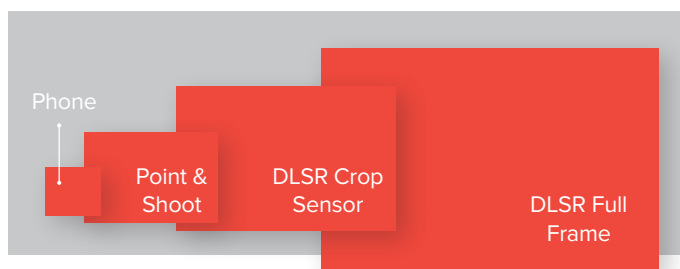 Phone
Point &
Shoot
DLSR Crop
Sensor
DLSR Full
Frame